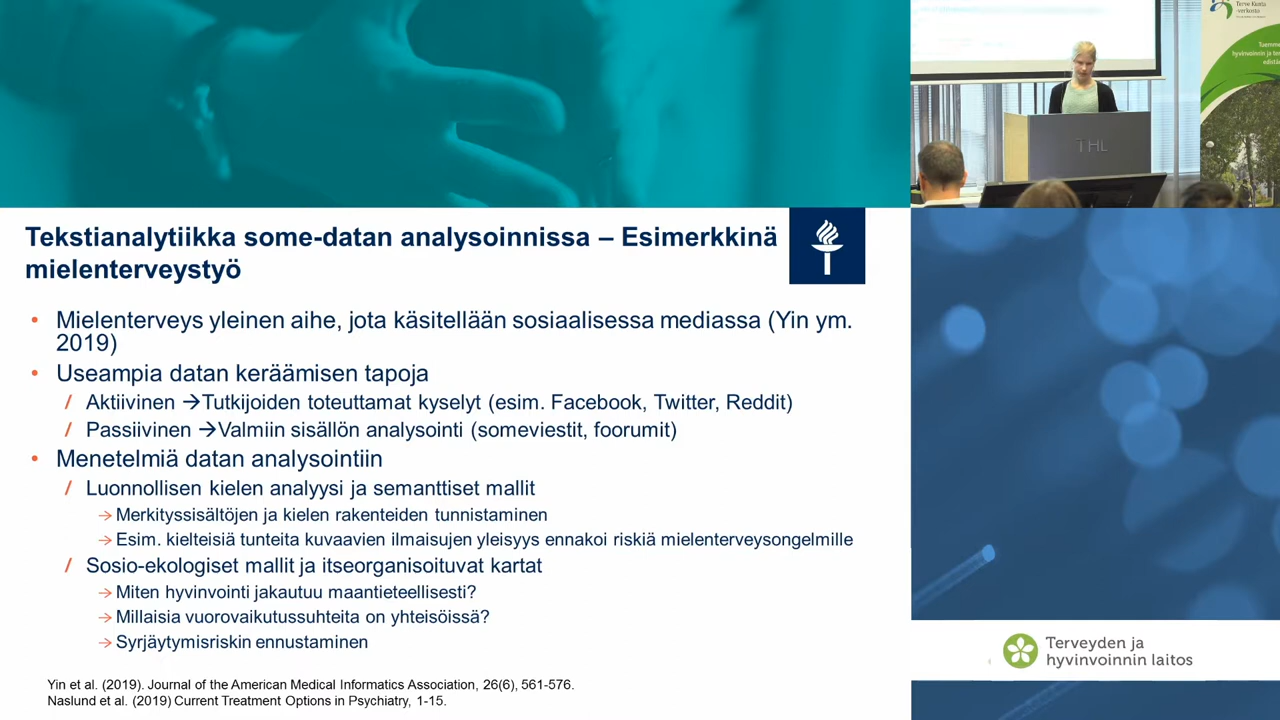 Tekstianalytiikka some-datan analysoinnissa – Esimerkkinä
mielenterveystyö
• Mielenterveys yleinen aihe, jota käsitellään sosiaalisessa mediassa (Yin ym.
2019)
• Useampia datan keräämisen tapoja
/ Aktiivinen →Tutkijoiden toteuttamat kyselyt (esim. Facebook, Twitter, Reddit)
/ Passiivinen →Valmiin sisällön analysointi (someviestit, foorumit)
• Menetelmiä datan analysointiin
/ Luonnollisen kielen analyysi ja semanttiset mallit
→ Merkityssisältöjen ja kielen rakenteiden tunnistaminen
→ Esim. kielteisiä tunteita kuvaavien ilmaisujen yleisyys ennakoi riskiä mielenterveysongelmille
/ Sosio-ekologiset mallit ja itseorganisoituvat kartat
→ Miten hyvinvointi jakautuu maantieteellisesti?
→ Millaisia vuorovaikutussuhteita on yhteisöissä?
→ Syrjäytymisriskin ennustaminen
Yin et al. (2019). Journal of the American Medical Informatics Association, 26(6), 561-576.
Naslund et al. (2019) Current Treatment Options in Psychiatry, 1-15.
THL
Terve Kunta
-verkosto
hyvinvoinnin ja
Terveyden ja
hyvinvoinnin laitos